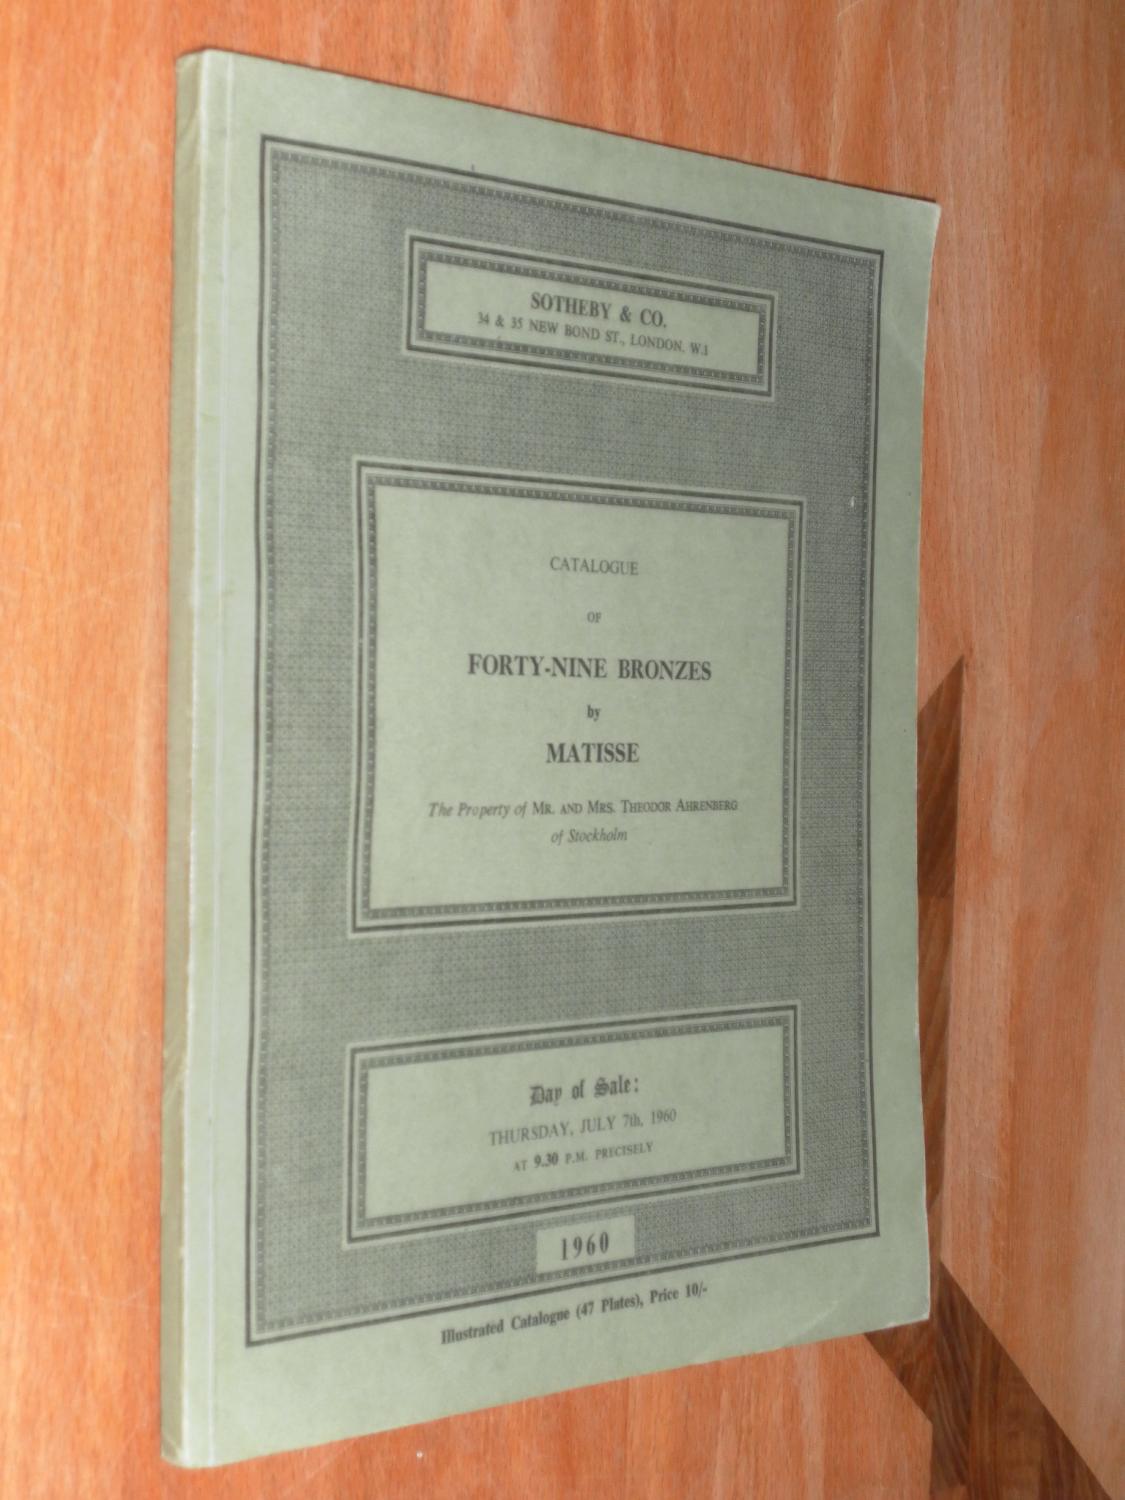 SOTHEBY & CO.
34 & 35 NEW BOND ST., LONDON, W.1
CATALOGUE
OF
FORTY-NINE BRONZES
by
MATISSE
The Property of MR. AND MRS. THEODOR AHRENBERG
of Stockholm
Day of Sale:
THURSDAY, JULY 7th, 1960
AT 9.30 P.M. PRECISELY
1960
Illustrated Catalogue (47 Plates), Price 10/-